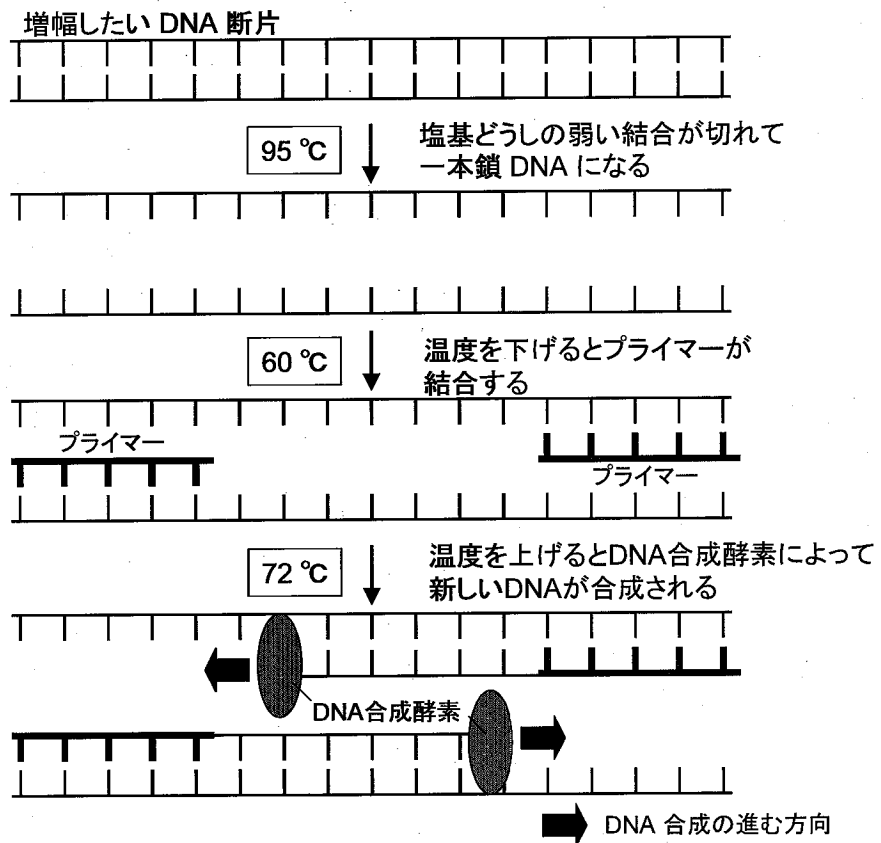 増幅したい DNA 断片
95 ℃
塩基どうしの弱い結合が切れて
一本鎖 DNA になる
60 ℃
温度を下げるとプライマーが
結合する
プライマー
プライマー
72 ℃
温度を上げるとDNA合成酵素によって
新しいDNAが合成される
DNA合成酵素
DNA 合成の進む方向